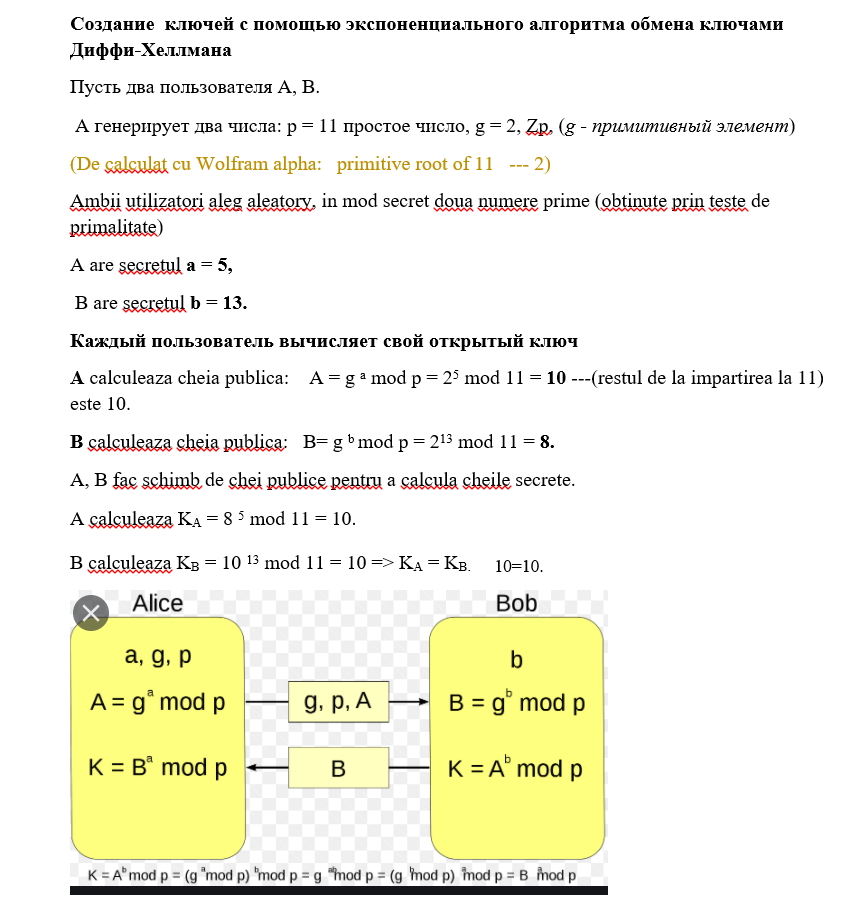 Создание ключей с помощью экспоненциального алгоритма обмена ключами
Диффи-Хеллмана
Пусть два пользователя А, В.
А генерирует два числа: p = 11 простое число, g = 2, Zp, (g - примитивный элемент)
(De calculat cu Wolfram alpha: primitive root of 11 --- 2)
Ambii utilizatori aleg aleatory, in mod secret doua numere prime (obtinute prin teste de
primalitate)
A are secretul a = 5,
B are secretul b = 13.
Каждый пользователь вычисляет свой открытый ключ
A calculeaza cheia publica: A = g ᵃ mod p = 2⁵ mod 11 = 10 ---(restul de la impartirea la 11)
este 10.
B calculeaza cheia publica: B= g ᵇ mod p = 2¹³ mod 11 = 8.
A, B fac schimb de chei publice pentru a calcula cheile secrete.
A calculeaza K_A = 8 ⁵ mod 11 = 10.
B calculeaza K_B = 10 ¹³ mod 11 = 10 => K_A = K_B. 10=10.
Alice Bob
a, g, p b
A = gᵃ mod p g, p, A B = gᵇ mod p
K = Bᵃ mod p B K = Aᵇ mod p
K = Aᵇ mod p = (g ᵃ mod p) ᵇ mod p = g ᵃᵇ mod p = (g ᵇ mod p) ᵃ mod p = B ᵃ mod p